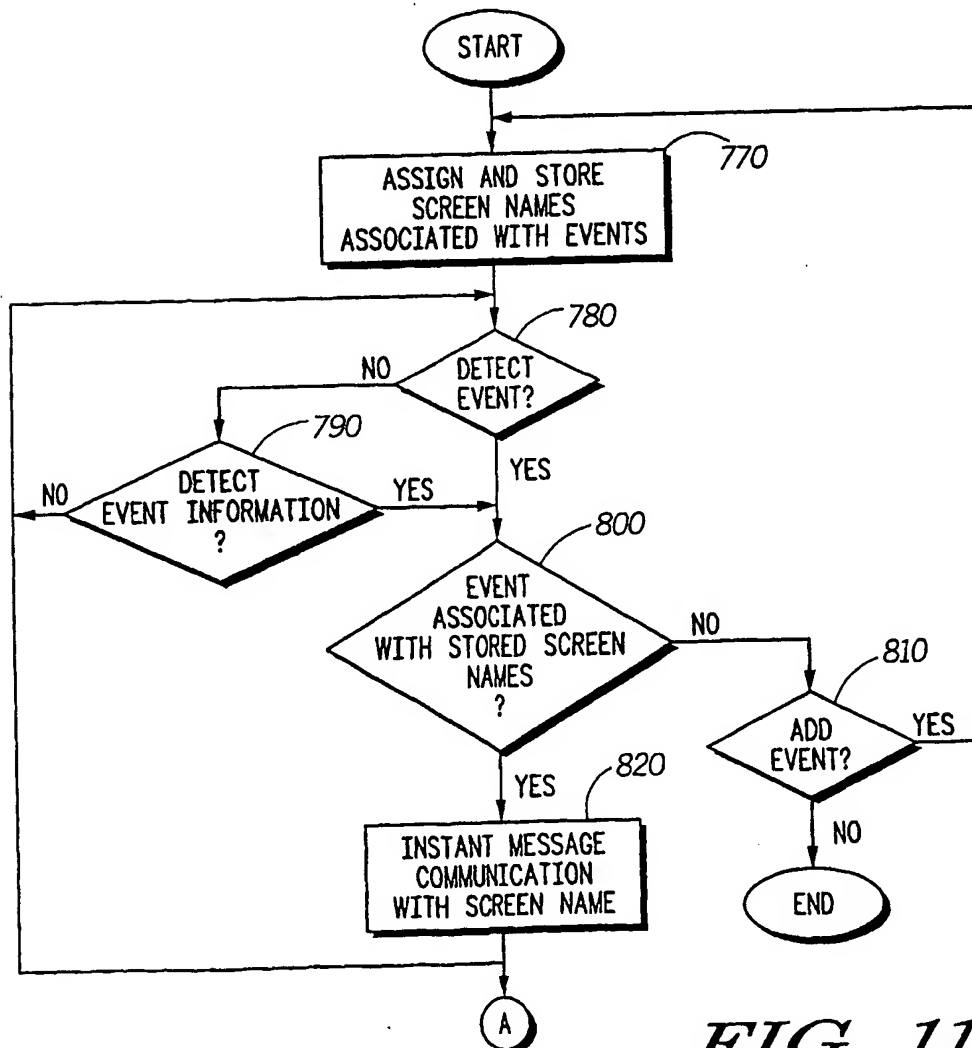 START
770
ASSIGN AND STORE
SCREEN NAMES
ASSOCIATED WITH EVENTS
780
NO
DETECT
EVENT?
790
YES
NO
DETECT
EVENT INFORMATION
?
YES
800
EVENT
ASSOCIATED
WITH STORED SCREEN
NAMES
?
NO
810
ADD
EVENT?
YES
YES
820
NO
INSTANT MESSAGE
COMMUNICATION
WITH SCREEN NAME
END
A
FIG. 11